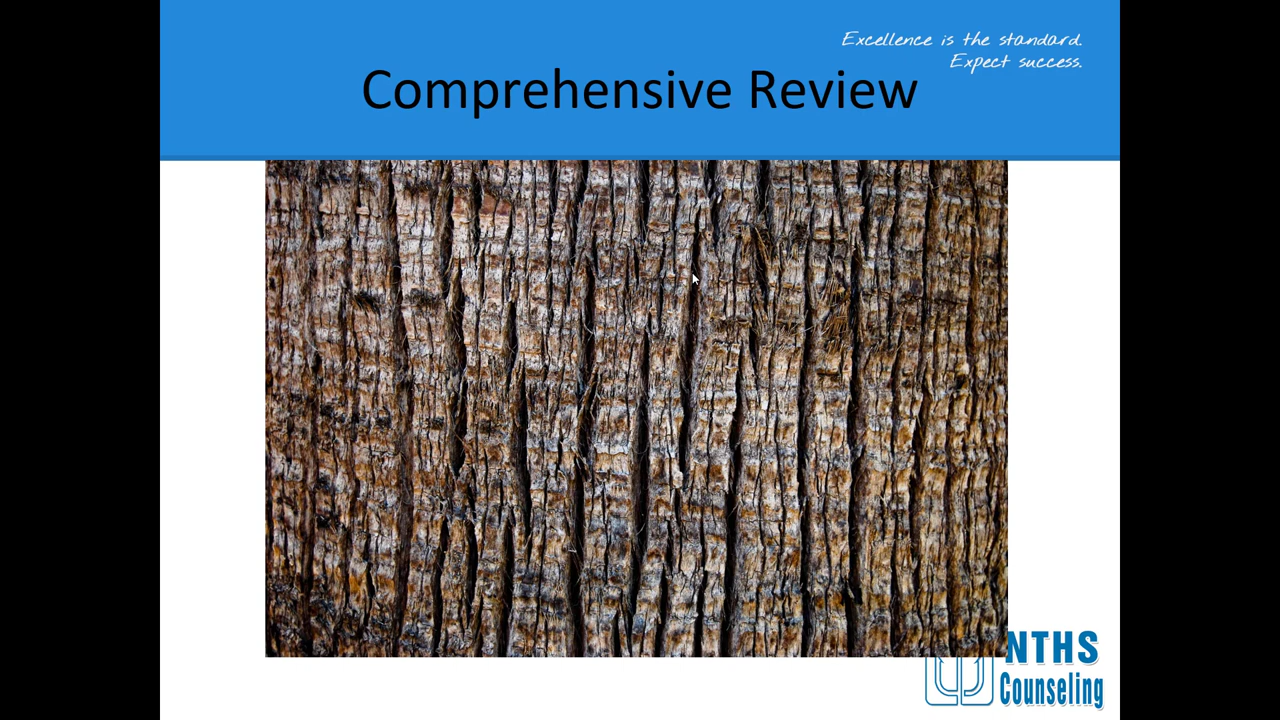 Excellence is the standard.
Expect success.
Comprehensive Review
NTHS
Counseling